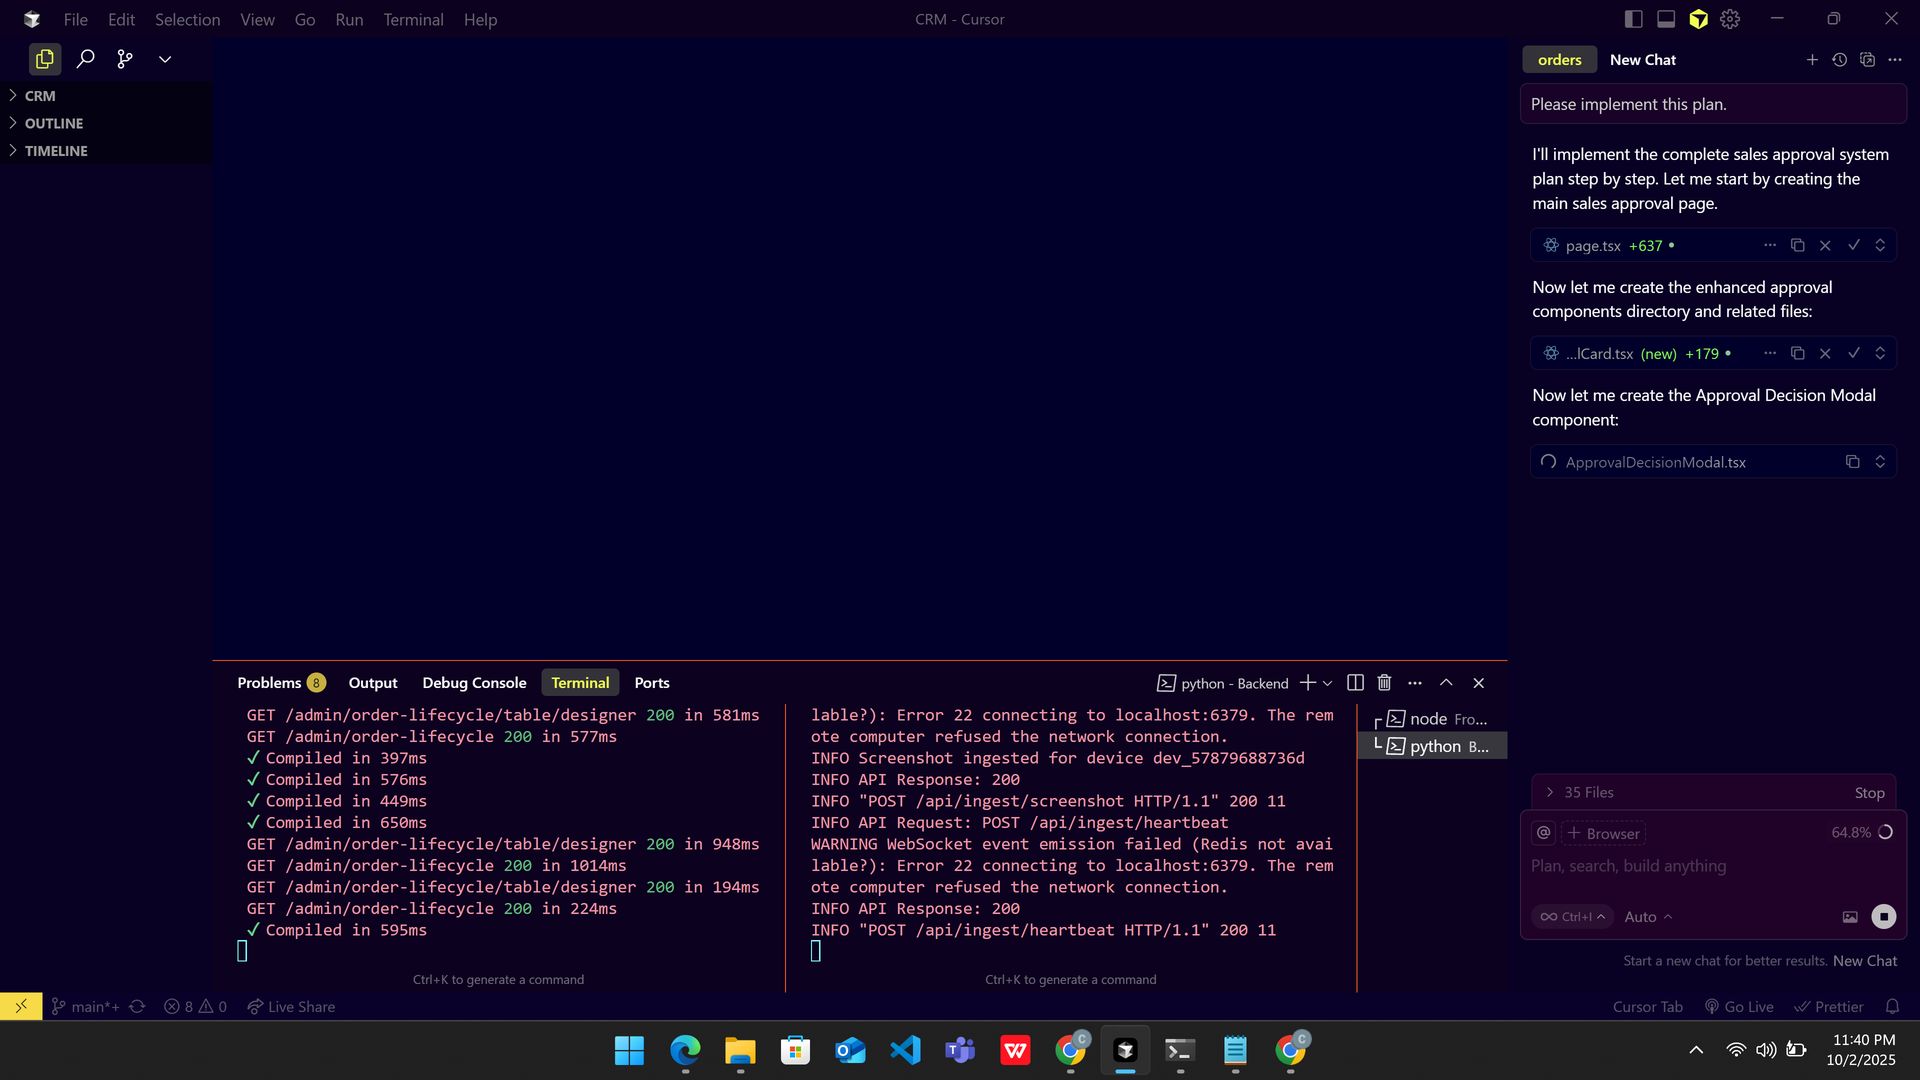 File Edit Selection View Go Run Terminal Help
CRM - Cursor
CRM
OUTLINE
TIMELINE
Problems 8 Output Debug Console Terminal Ports
python - Backend
GET /admin/order-lifecycle/table/designer 200 in 581ms
GET /admin/order-lifecycle 200 in 577ms
✓ Compiled in 397ms
✓ Compiled in 576ms
✓ Compiled in 449ms
✓ Compiled in 650ms
GET /admin/order-lifecycle/table/designer 200 in 948ms
GET /admin/order-lifecycle 200 in 1014ms
GET /admin/order-lifecycle/table/designer 200 in 194ms
GET /admin/order-lifecycle 200 in 224ms
✓ Compiled in 595ms
Ctrl+K to generate a command
lable?): Error 22 connecting to localhost:6379. The rem
ote computer refused the network connection.
INFO Screenshot ingested for device dev_57879688736d
INFO API Response: 200
INFO "POST /api/ingest/screenshot HTTP/1.1" 200 11
INFO API Request: POST /api/ingest/heartbeat
WARNING WebSocket event emission failed (Redis not avai
lable?): Error 22 connecting to localhost:6379. The rem
ote computer refused the network connection.
INFO API Response: 200
INFO "POST /api/ingest/heartbeat HTTP/1.1" 200 11
Ctrl+K to generate a command
node Fro...
python B...
orders New Chat
Please implement this plan.
I'll implement the complete sales approval system
plan step by step. Let me start by creating the
main sales approval page.
page.tsx +637
Now let me create the enhanced approval
components directory and related files:
...lCard.tsx (new) +179
Now let me create the Approval Decision Modal
component:
ApprovalDecisionModal.tsx
35 Files Stop
@ + Browser 64.8%
Plan, search, build anything
∞ Ctrl+I Auto
Start a new chat for better results. New Chat
main*+ 8 0 Live Share
Cursor Tab Go Live Prettier
11:40 PM
10/2/2025